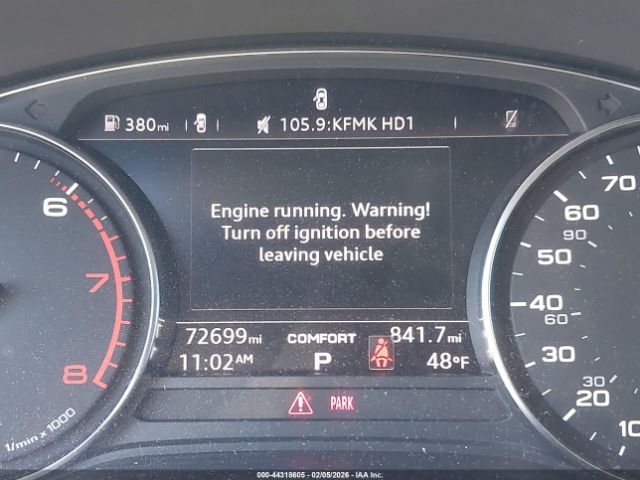 380mi
105.9:KFMK HD1
Engine running. Warning!
Turn off ignition before
leaving vehicle
72699mi COMFORT 841.7mi
11:02AM P 48°F
PARK
6
7
8
1/min x 1000
70
60
90
50
40
60
30
30
20
10
000-44318605 - 02/05/2026 - IAA Inc.